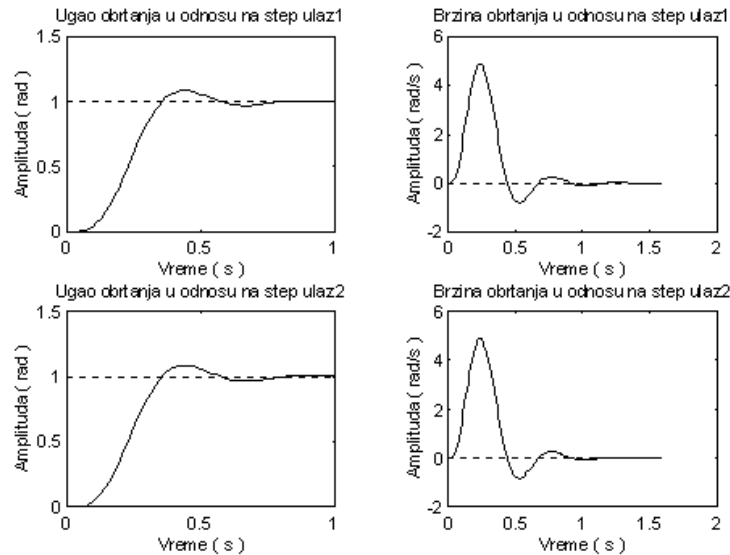 Ugao obrtanja u odnosu na step ulaz1
1.5
1
0.5
0
Amplituda ( rad )
0 0.5 1
Vreme ( s )
Brzina obrtanja u odnosu na step ulaz1
6
4
2
0
-2
Amplituda ( rad/s )
0 0.5 1 1.5 2
Vreme ( s )
Ugao obrtanja u odnosu na step ulaz2
1.5
1
0.5
0
Amplituda ( rad )
0 0.5 1
Vreme ( s )
Brzina obrtanja u odnosu na step ulaz2
6
4
2
0
-2
Amplituda ( rad/s )
0 0.5 1 1.5 2
Vreme ( s )